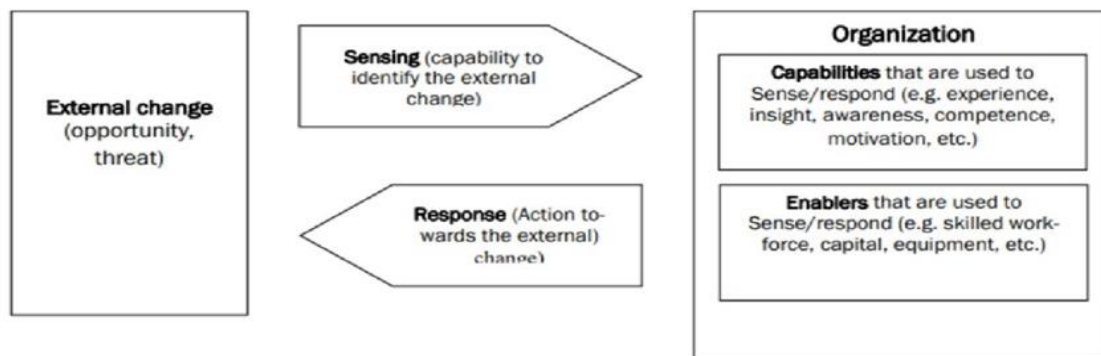 External change
(opportunity,
threat)
Sensing (capability to
identify the external
change)
Response (Action to-
wards the external)
change)
Organization
Capabilities that are used to
Sense/respond (e.g. experience,
insight, awareness, competence,
motivation, etc.)
Enablers that are used to
Sense/respond (e.g. skilled work-
force, capital, equipment, etc.)